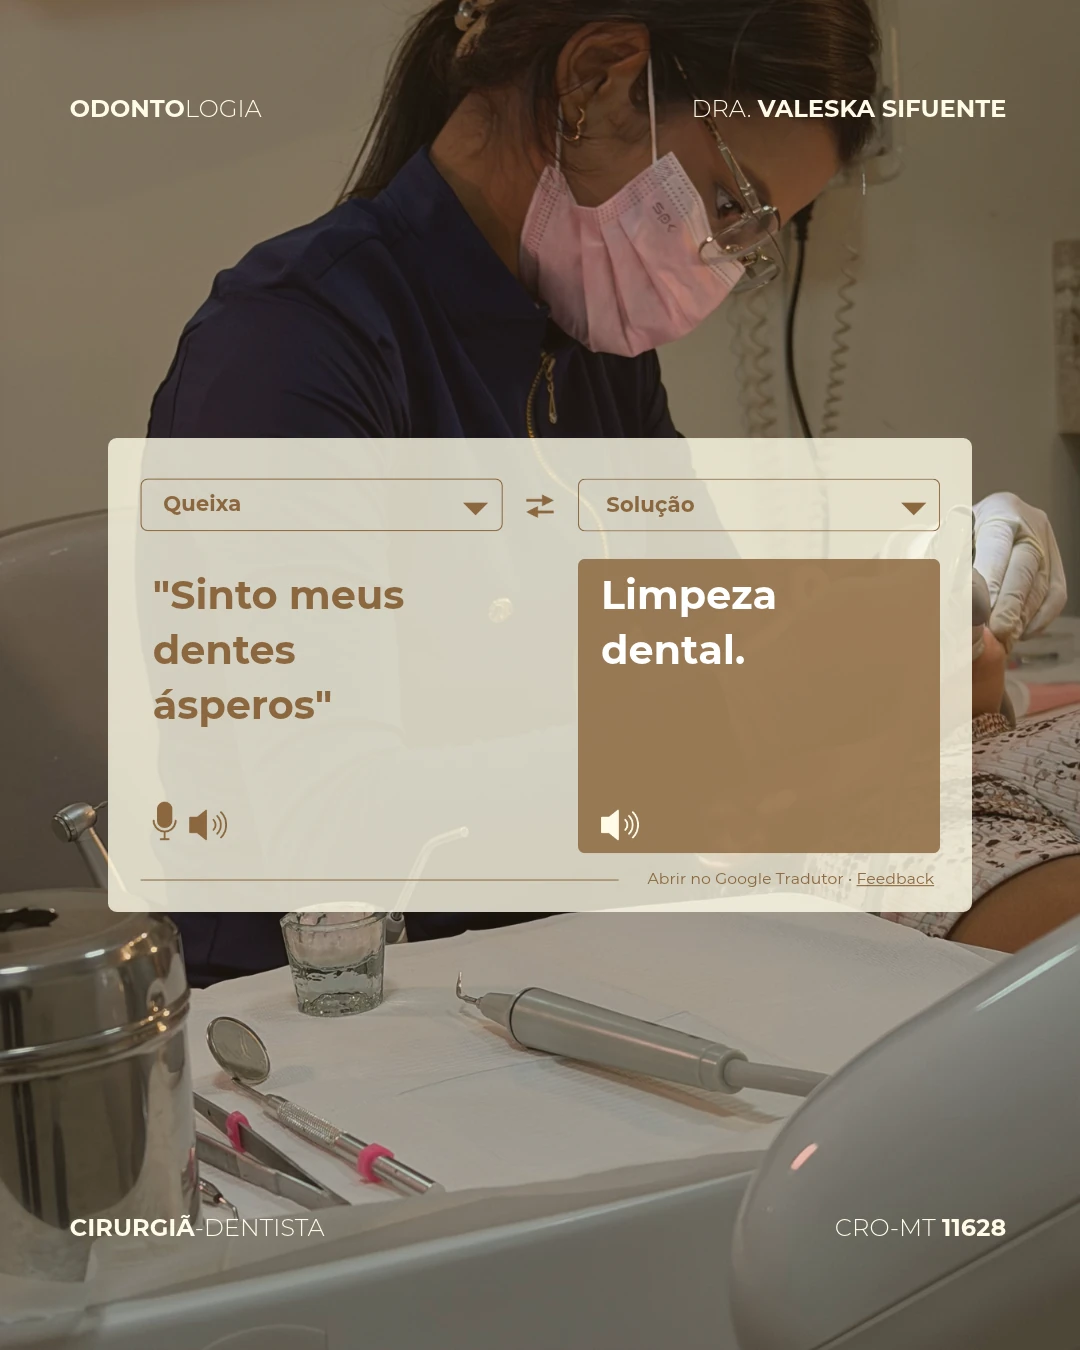 ODONTOLOGIA
DRA. VALESKA SIFUENTE
Queixa
Solução
"Sinto meus
dentes
ásperos"
Limpeza
dental.
Abrir no Google Tradutor · Feedback
CIRURGIÃ-DENTISTA
CRO-MT 11628